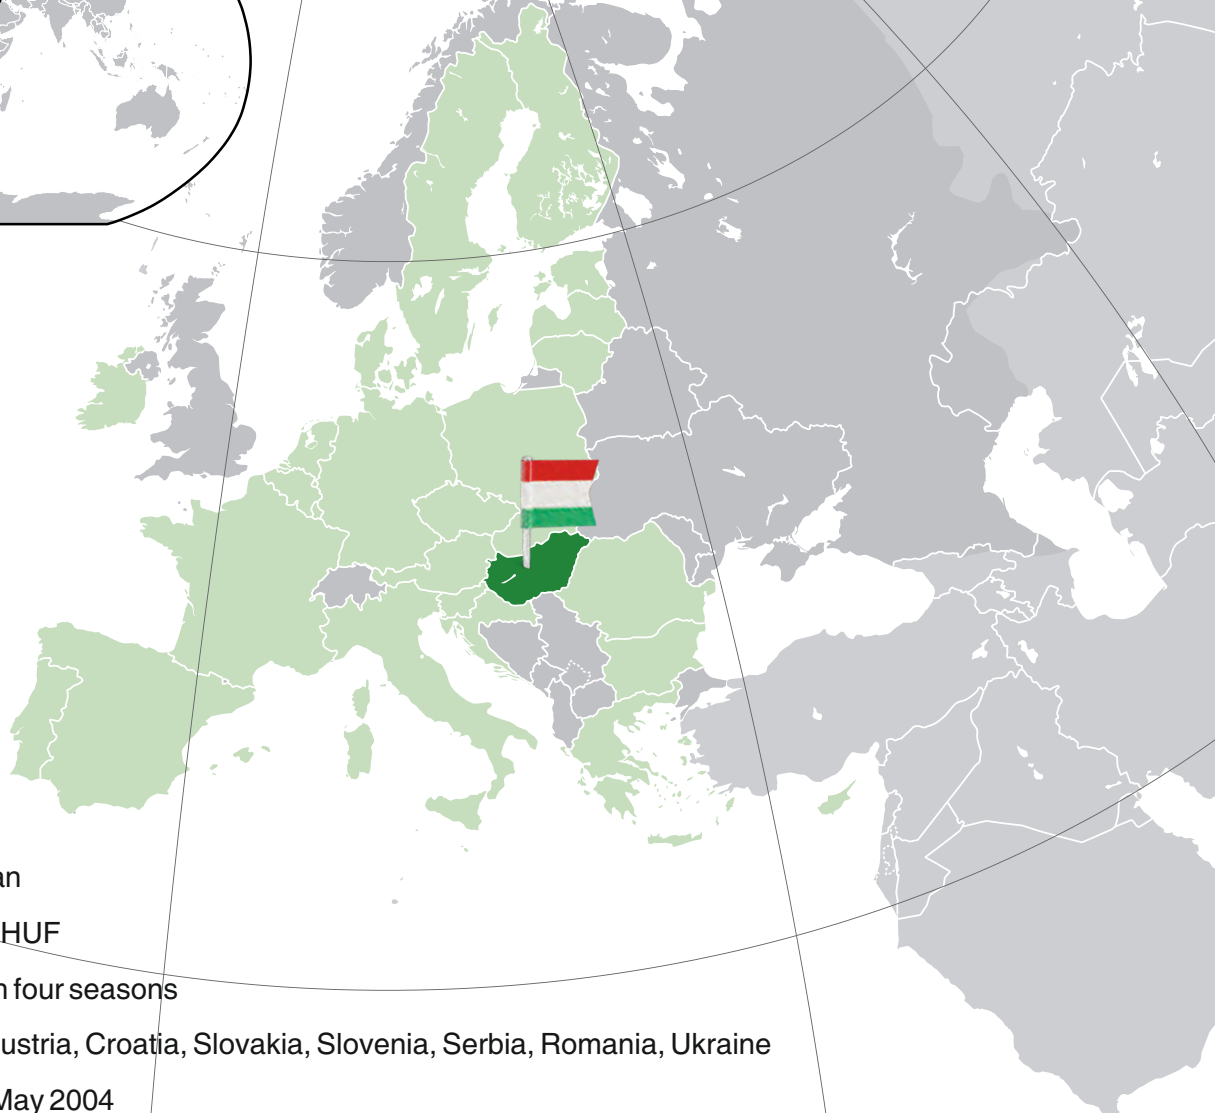 an
HUF
n four seasons
ustria, Croatia, Slovakia, Slovenia, Serbia, Romania, Ukraine
May 2004